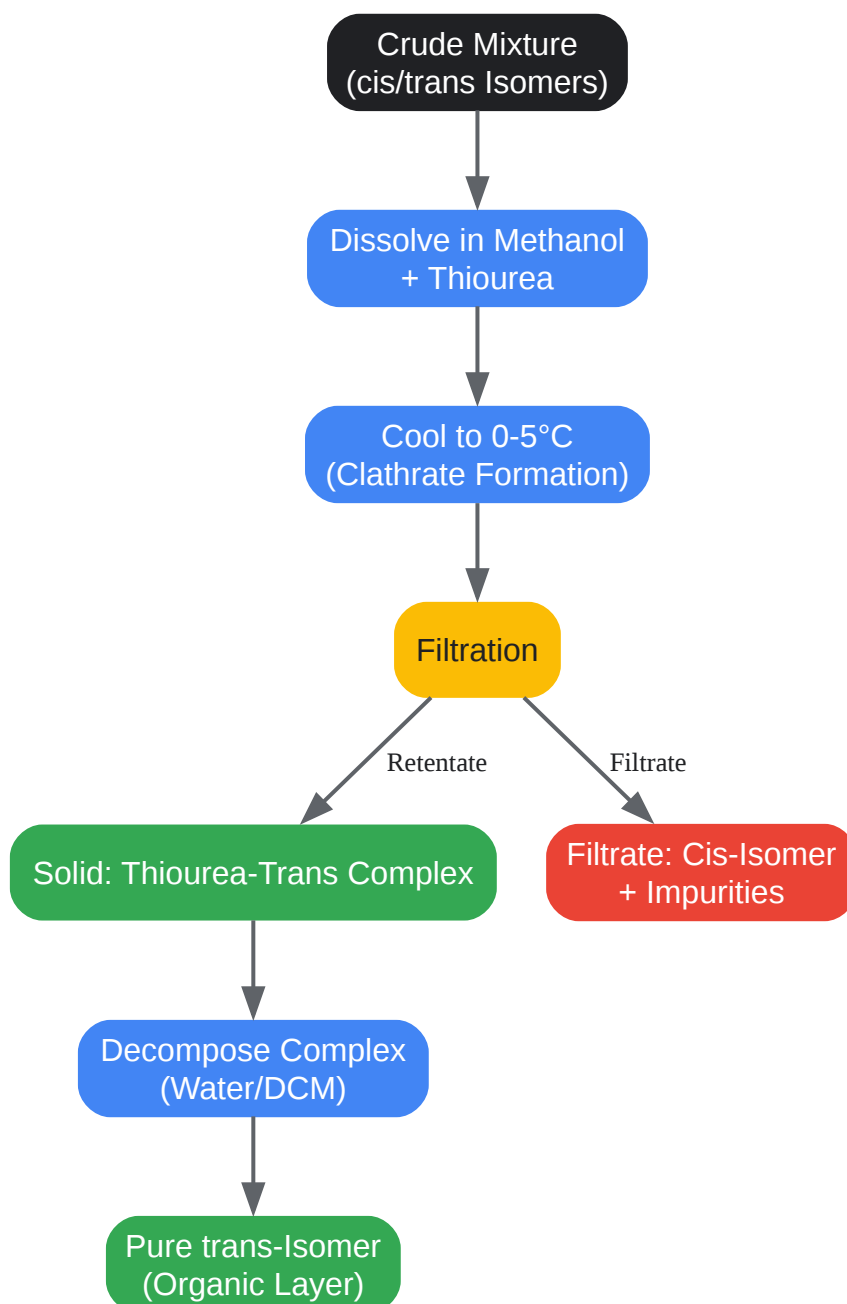 Crude Mixture
(cis/trans Isomers)
Dissolve in Methanol
+ Thiourea
Cool to 0-5°C
(Clathrate Formation)
Filtration
Retentate
Filtrate
Solid: Thiourea-Trans Complex
Filtrate: Cis-Isomer
+ Impurities
Decompose Complex
(Water/DCM)
Pure trans-Isomer
(Organic Layer)